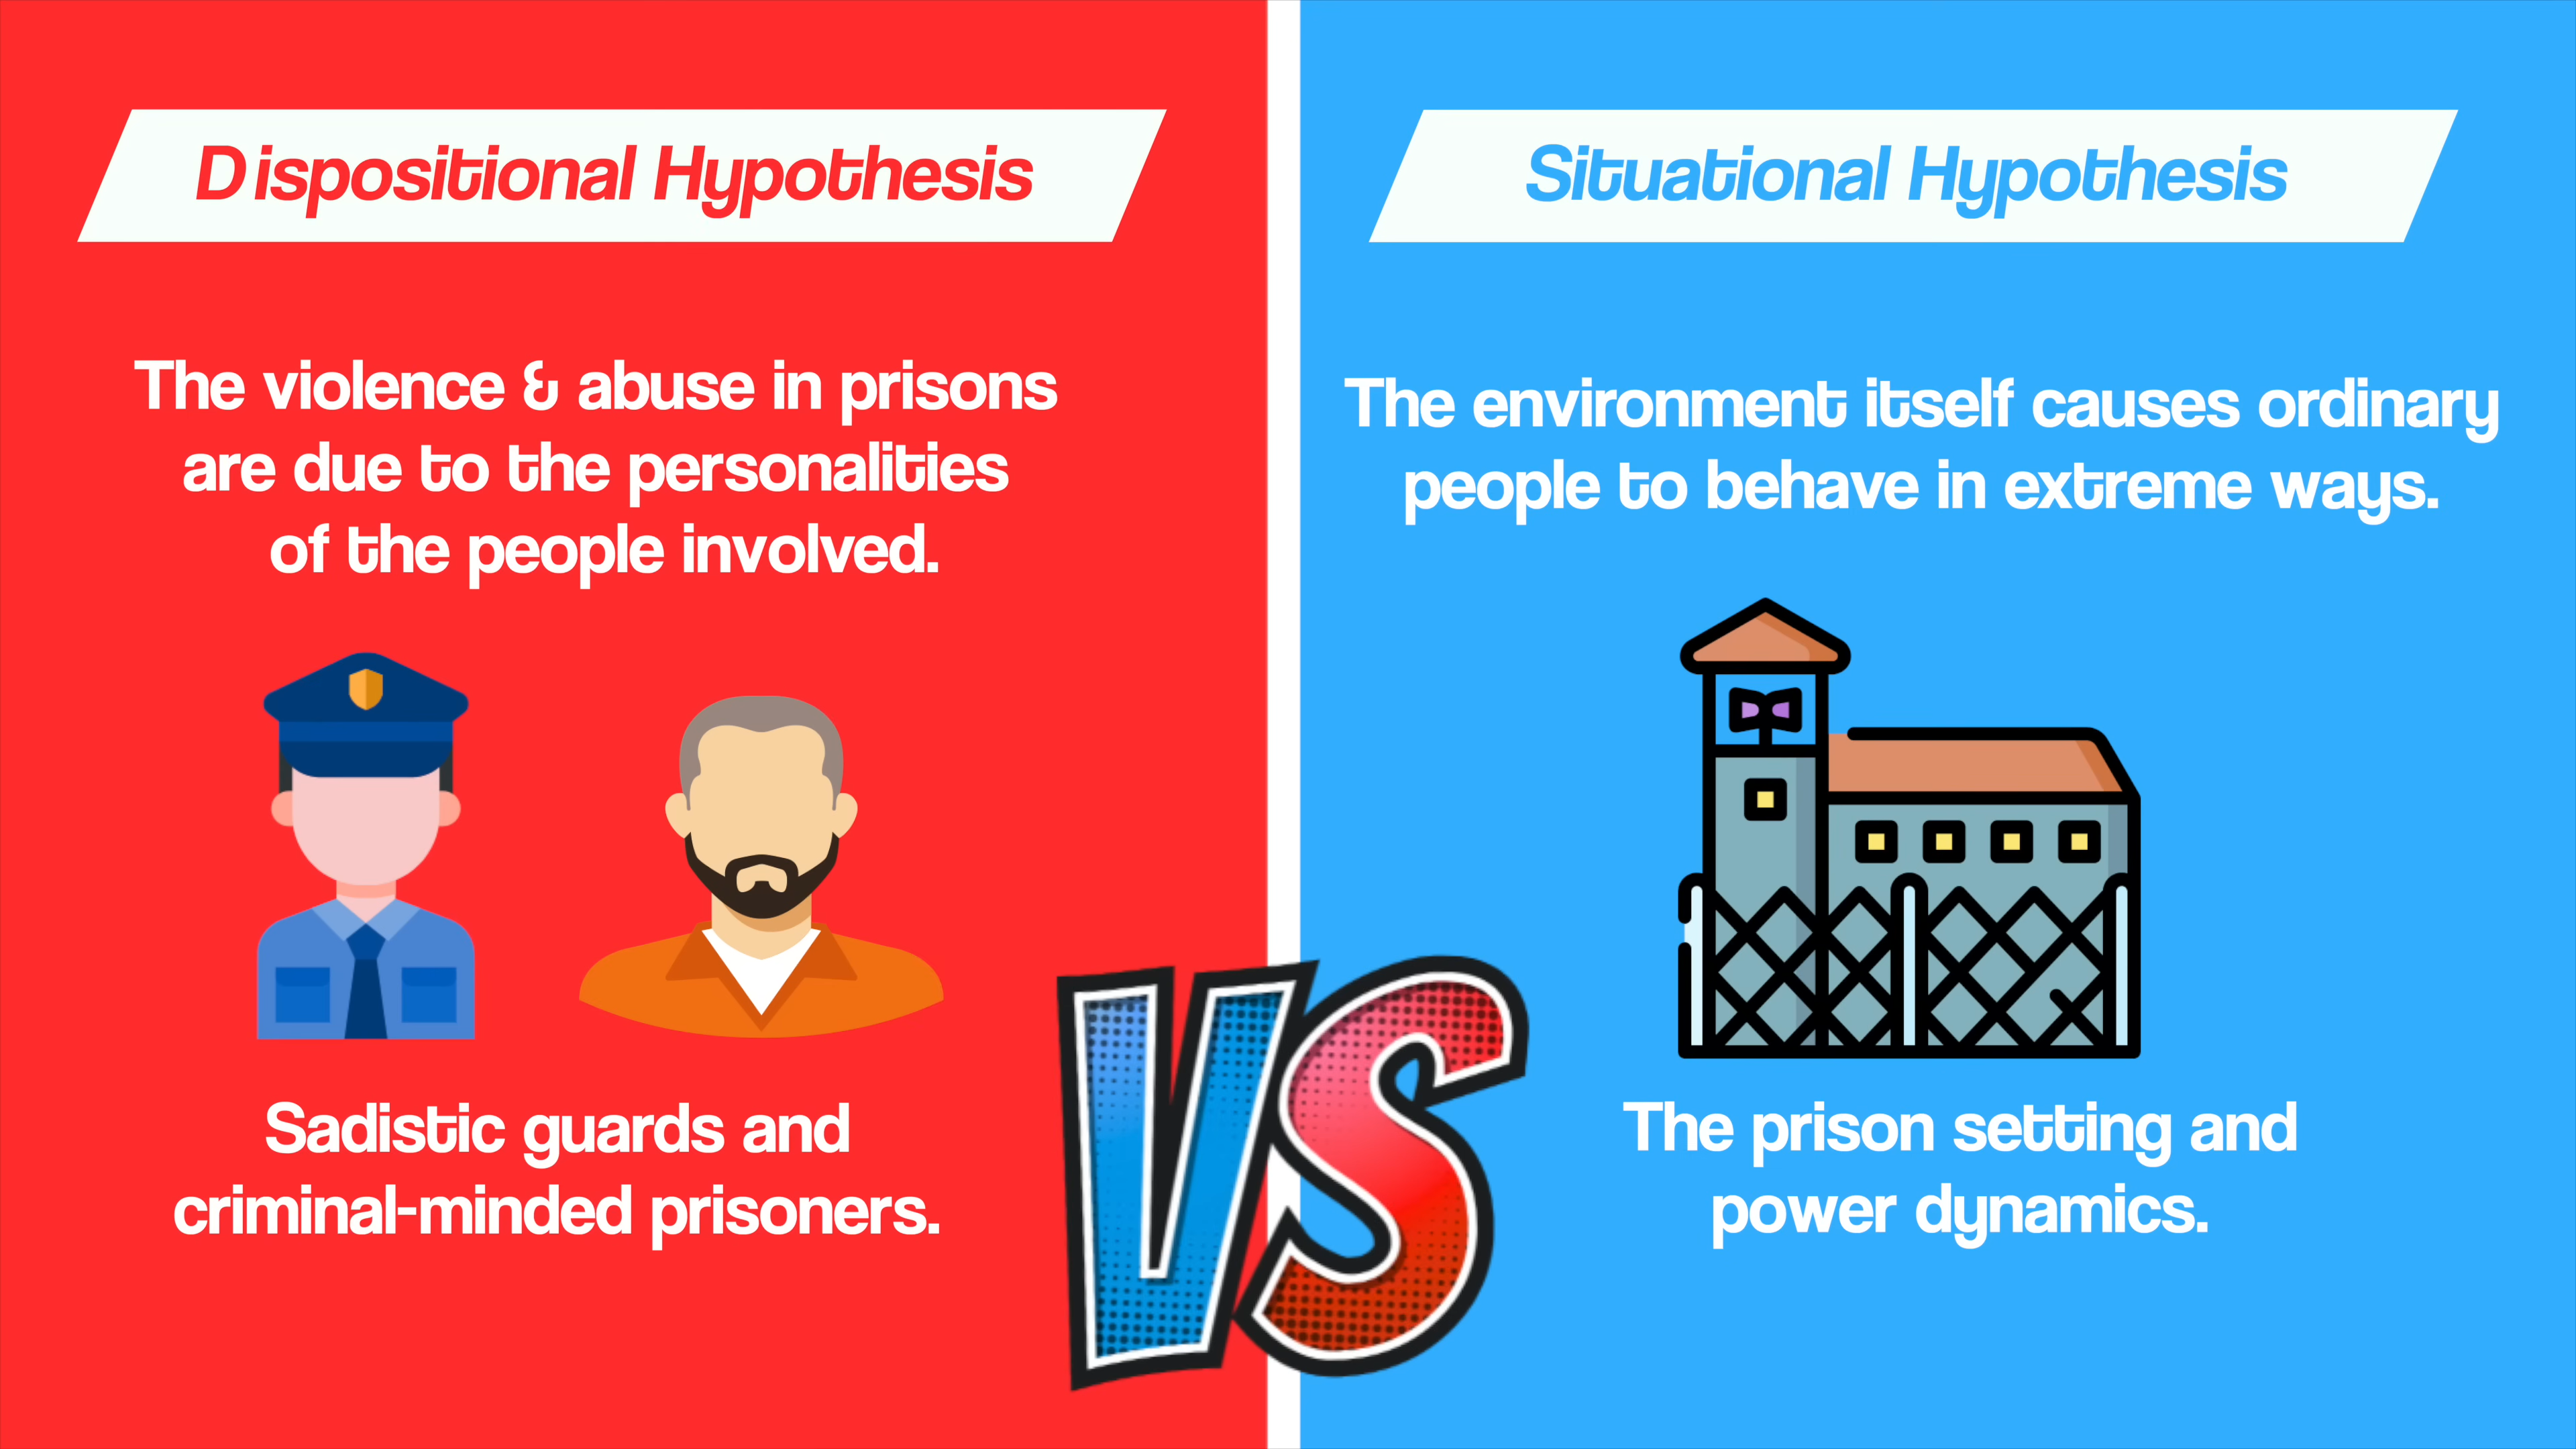 Dispositional Hypothesis
The violence & abuse in prisons
are due to the personalities
of the people involved.
Sadistic guards and
criminal-minded prisoners.
VS
Situational Hypothesis
The environment itself causes ordinary
people to behave in extreme ways.
The prison setting and
power dynamics.